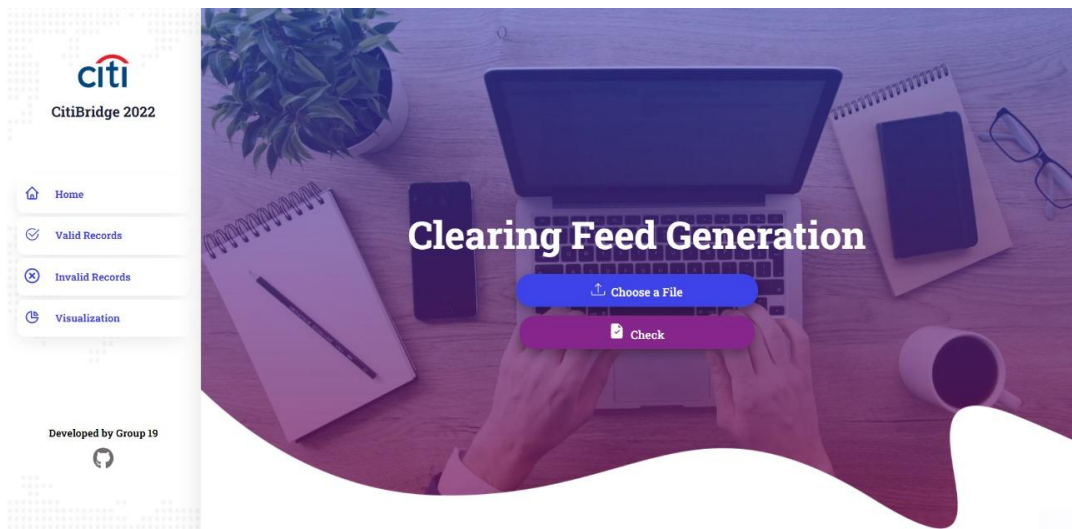 citi
CitiBridge 2022
Home
Valid Records
Invalid Records
Visualization
Developed by Group 19
Clearing Feed Generation
Choose a File
Check